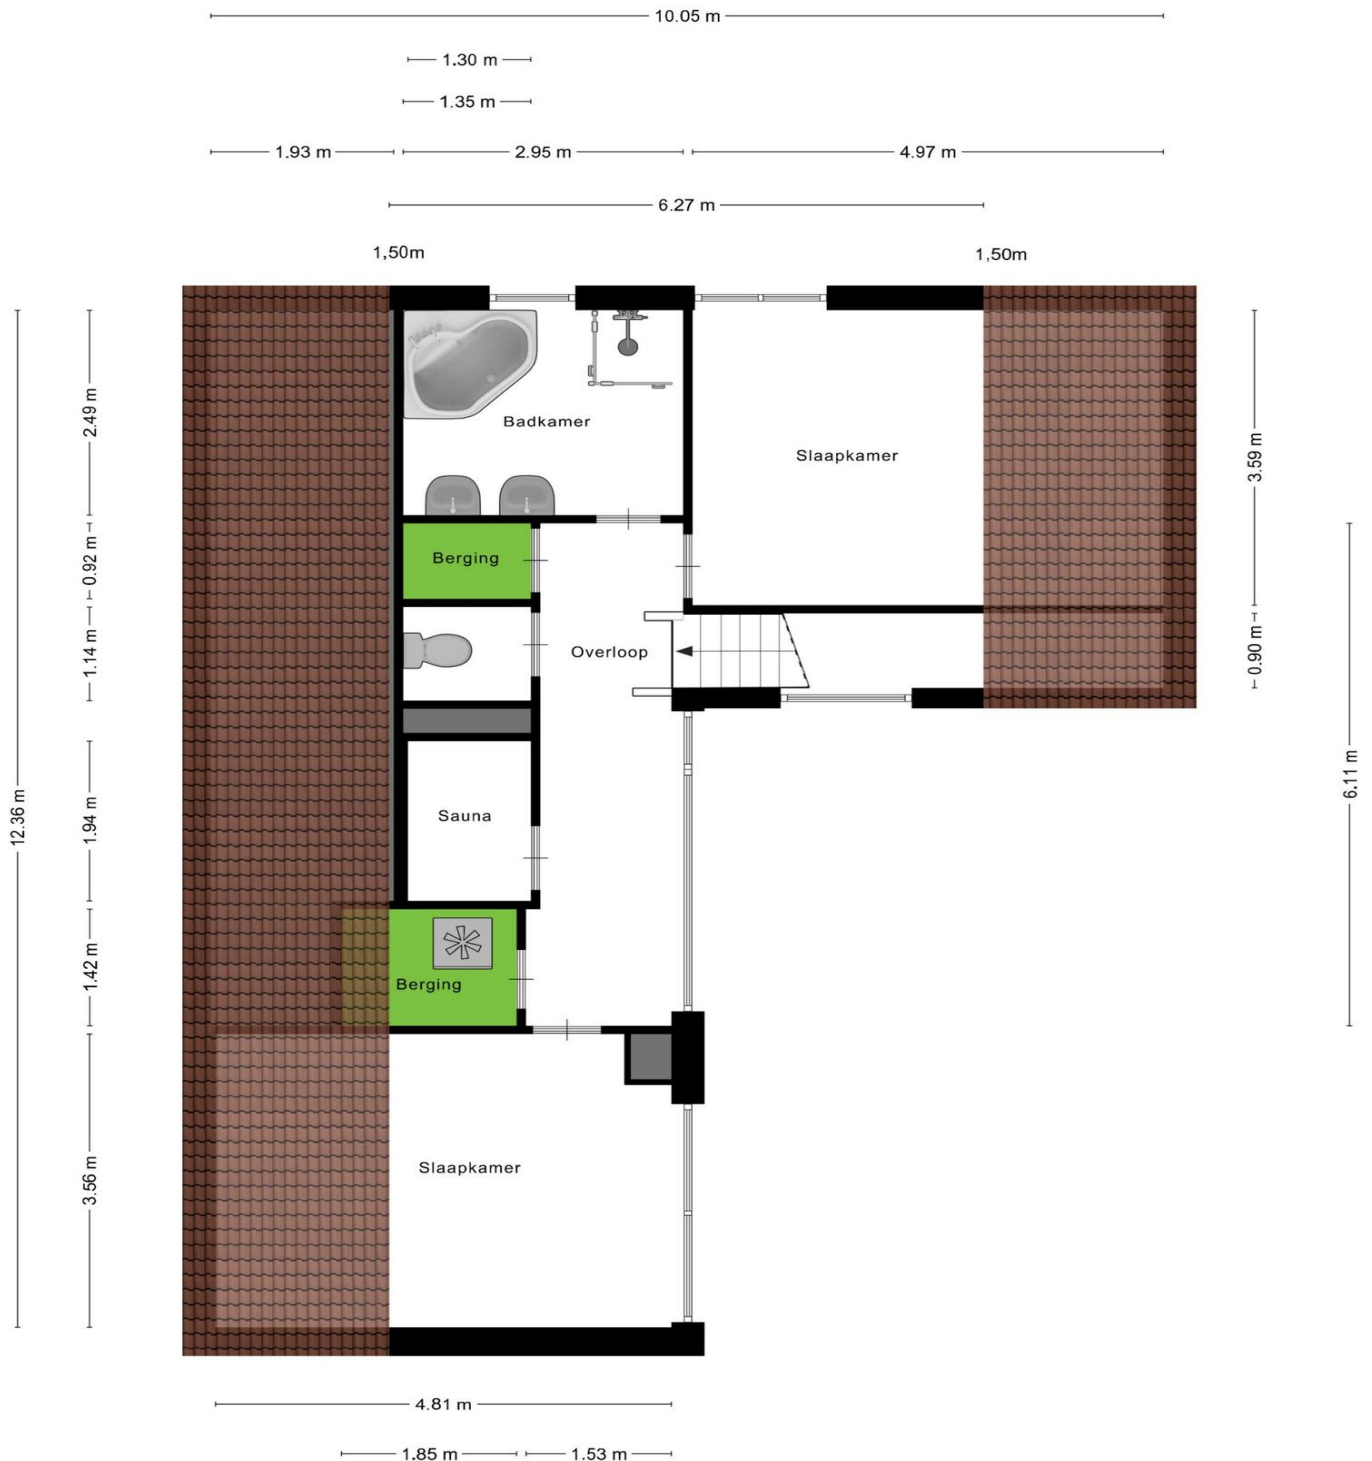 10.05 m
1.30 m
1.35 m
1.93 m 2.95 m 4.97 m
6.27 m
1,50m 1,50m
2.49 m
Badkamer
3.59 m
Slaapkamer
0.92 m
Berging
1.14 m
Overloop
0.90 m
6.11 m
12.36 m
1.94 m
Sauna
1.42 m
Berging
3.56 m
Slaapkamer
4.81 m
1.85 m 1.53 m